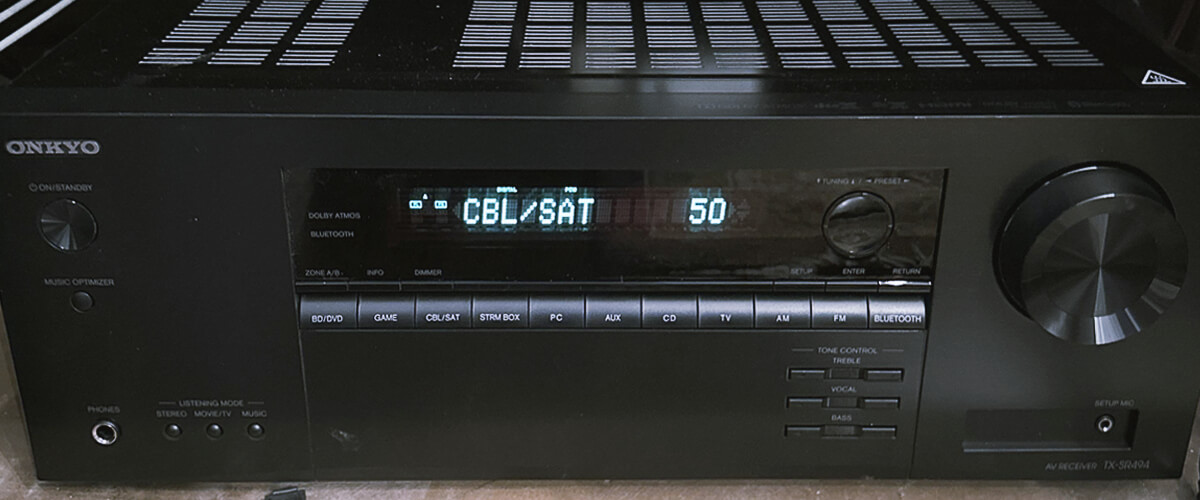 ONKYO
ON/STANDBY
MUSIC OPTIMIZER
PHONES
LISTENING MODE
STEREO MOVIE/TV MUSIC
DOLBY ATMOS
BLUETOOTH
DIGITAL PCM
CBL/SAT 50
TUNING PRESET
ZONE A/B INFO DIMMER SETUP ENTER RETURN
BD/DVD GAME CBL/SAT STRM BOX PC AUX CD TV AM FM BLUETOOTH
TONE CONTROL
TREBLE
VOCAL
BASS
SETUP MIC
AV RECEIVER TX-SR494